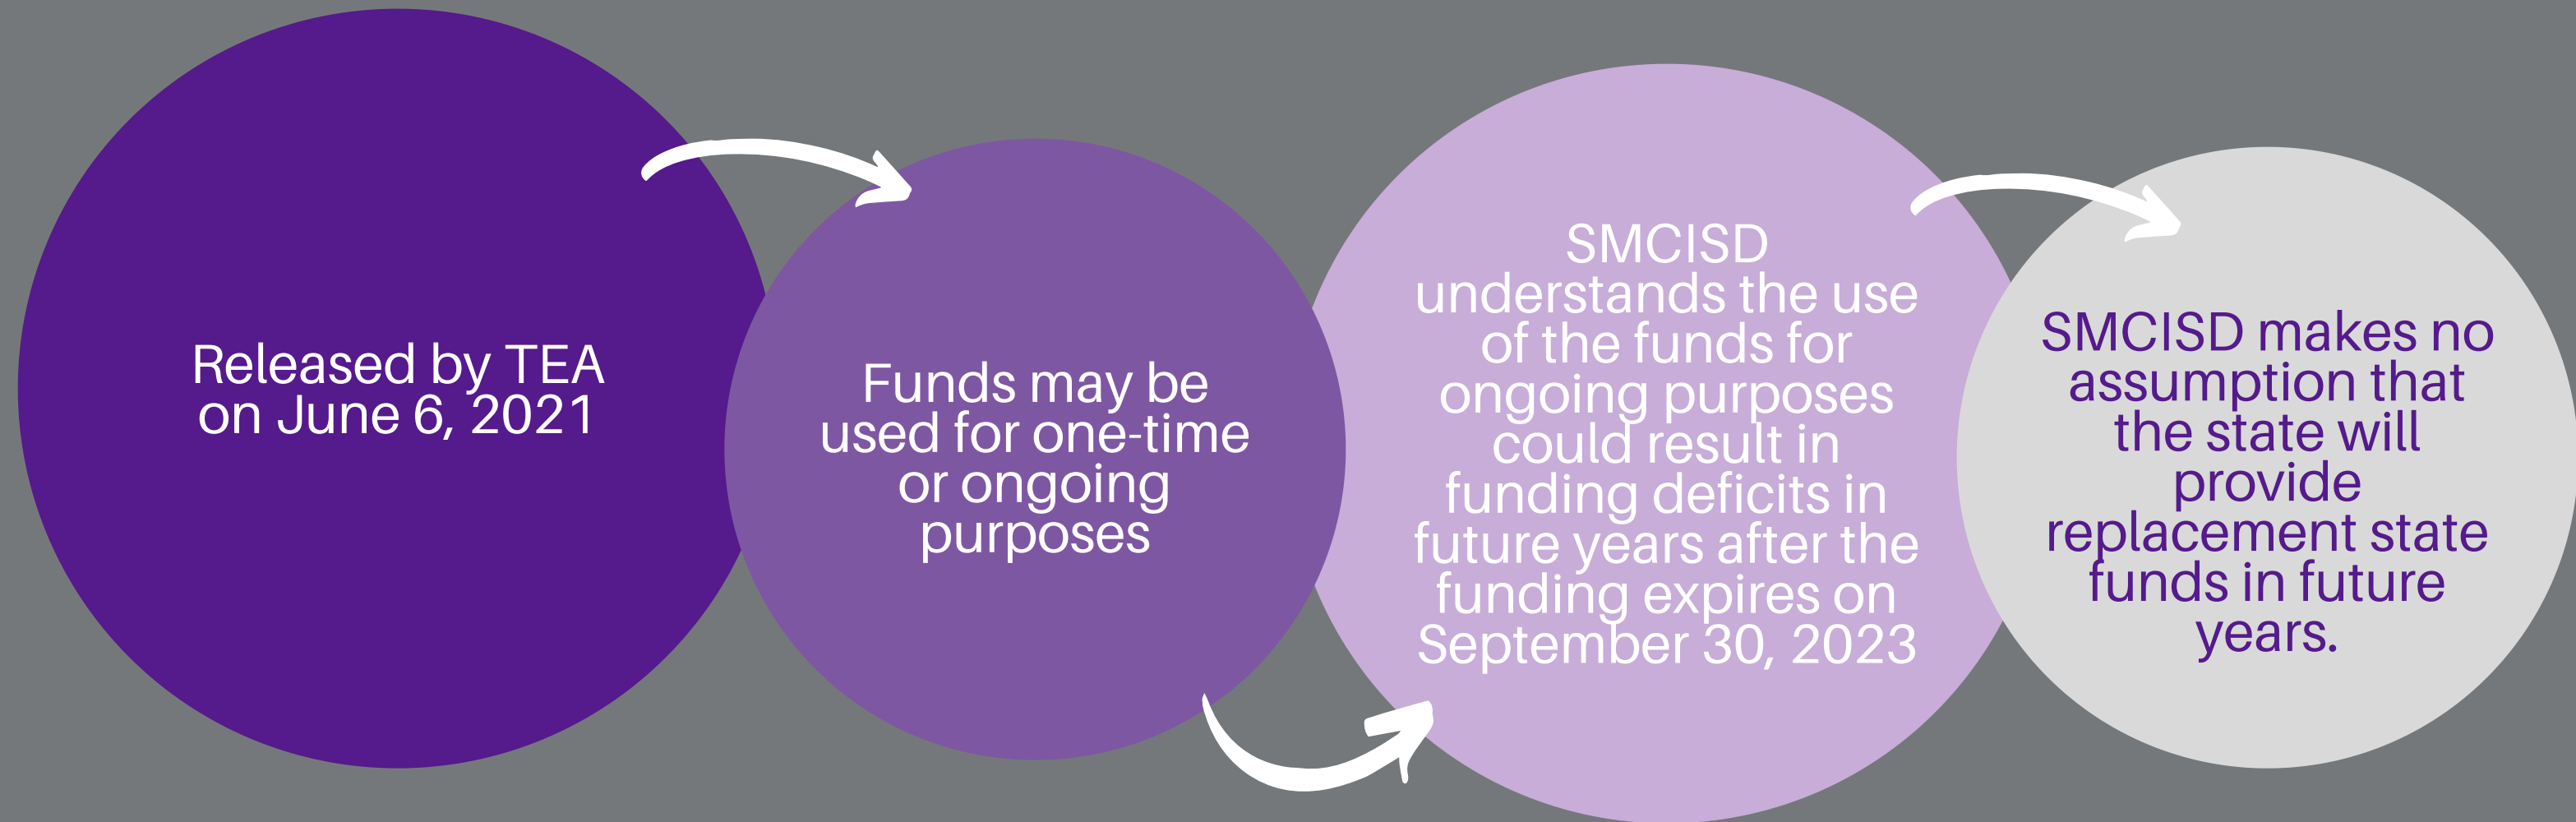 Released by TEA
on June 6, 2021
Funds may be
used for one-time
or ongoing
purposes
SMCISD
understands the use
of the funds for
ongoing purposes
could result in
funding deficits in
future years after the
funding expires on
September 30, 2023
SMCISD makes no
assumption that
the state will
provide
replacement state
funds in future
years.